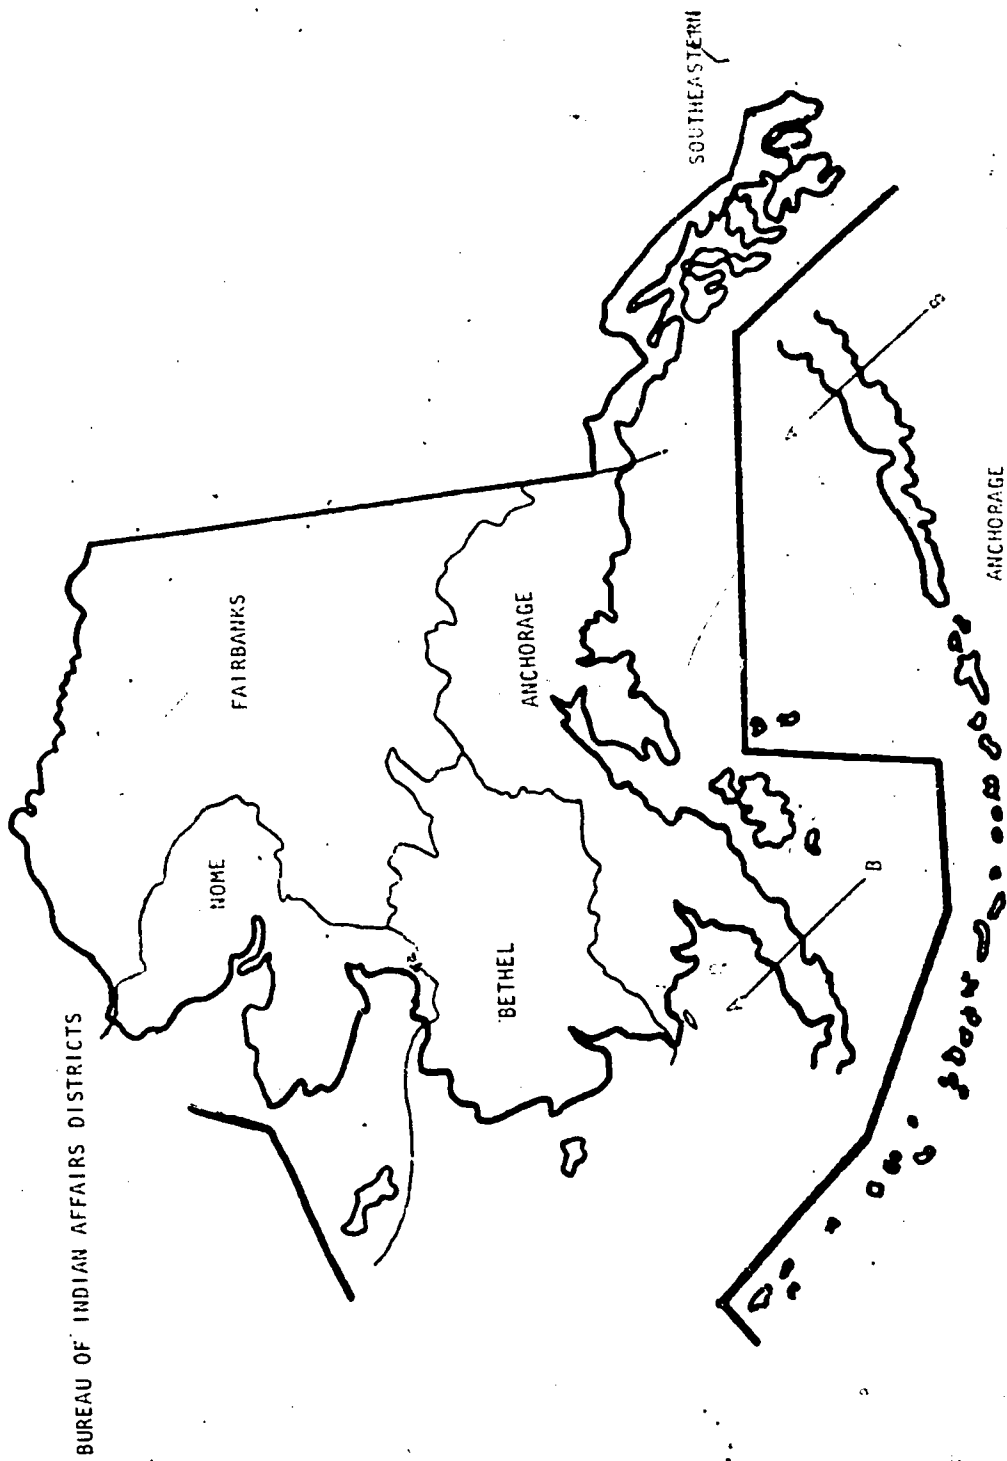 BUREAU OF INDIAN AFFAIRS DISTRICTS
NOME
FAIRBANKS
SOUTHEASTERN
BETHEL
ANCHORAGE
A
B
A
B
ANCHORAGE